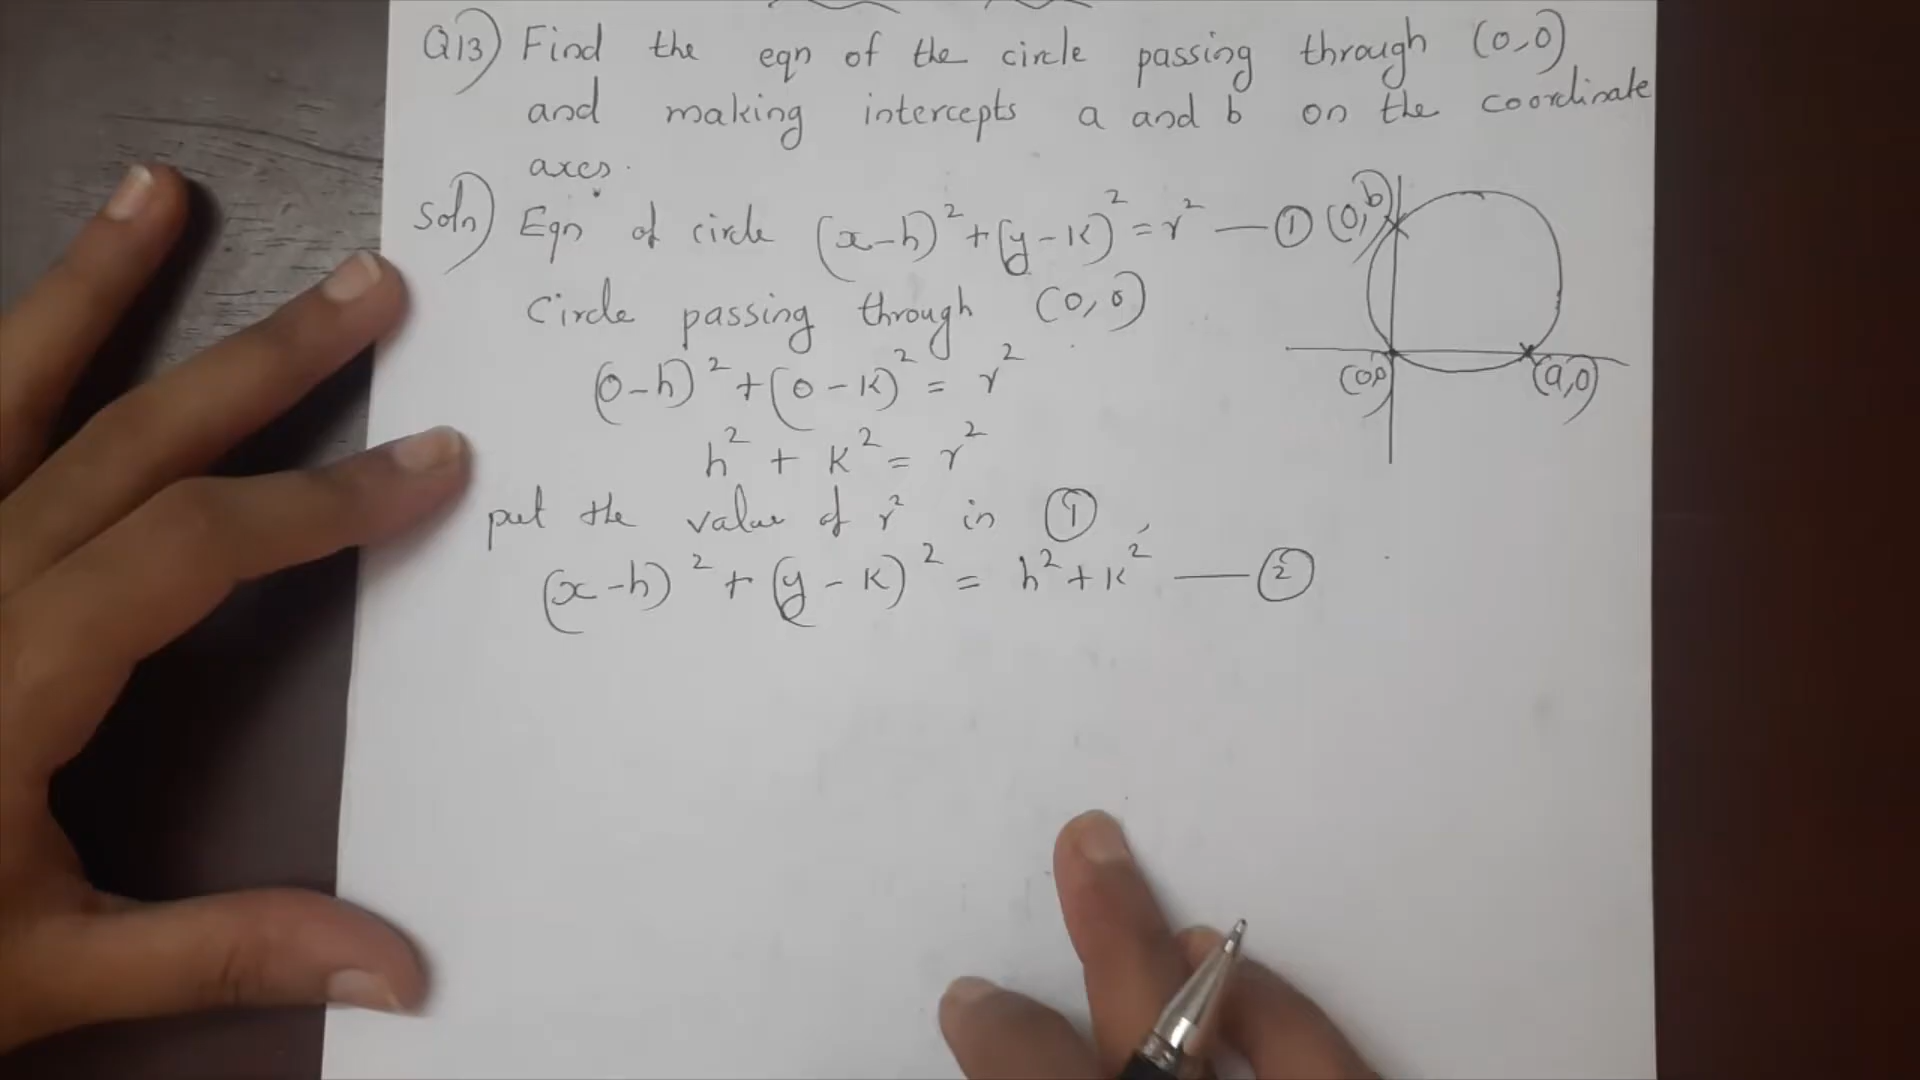 Q13) Find the eqn of the circle passing through (0,0)
and making intercepts a and b on the coordinate
axes.
Soln) Eqn of circle (x-h)² + (y-k)² = r² — ①
Circle passing through (0,0)
(0-h)² + (0-k)² = r²
h² + k² = r²
put the value of r² in ①
(x-h)² + (y-k)² = h² + k² — ②
(0,b)
(0,0)
(a,0)